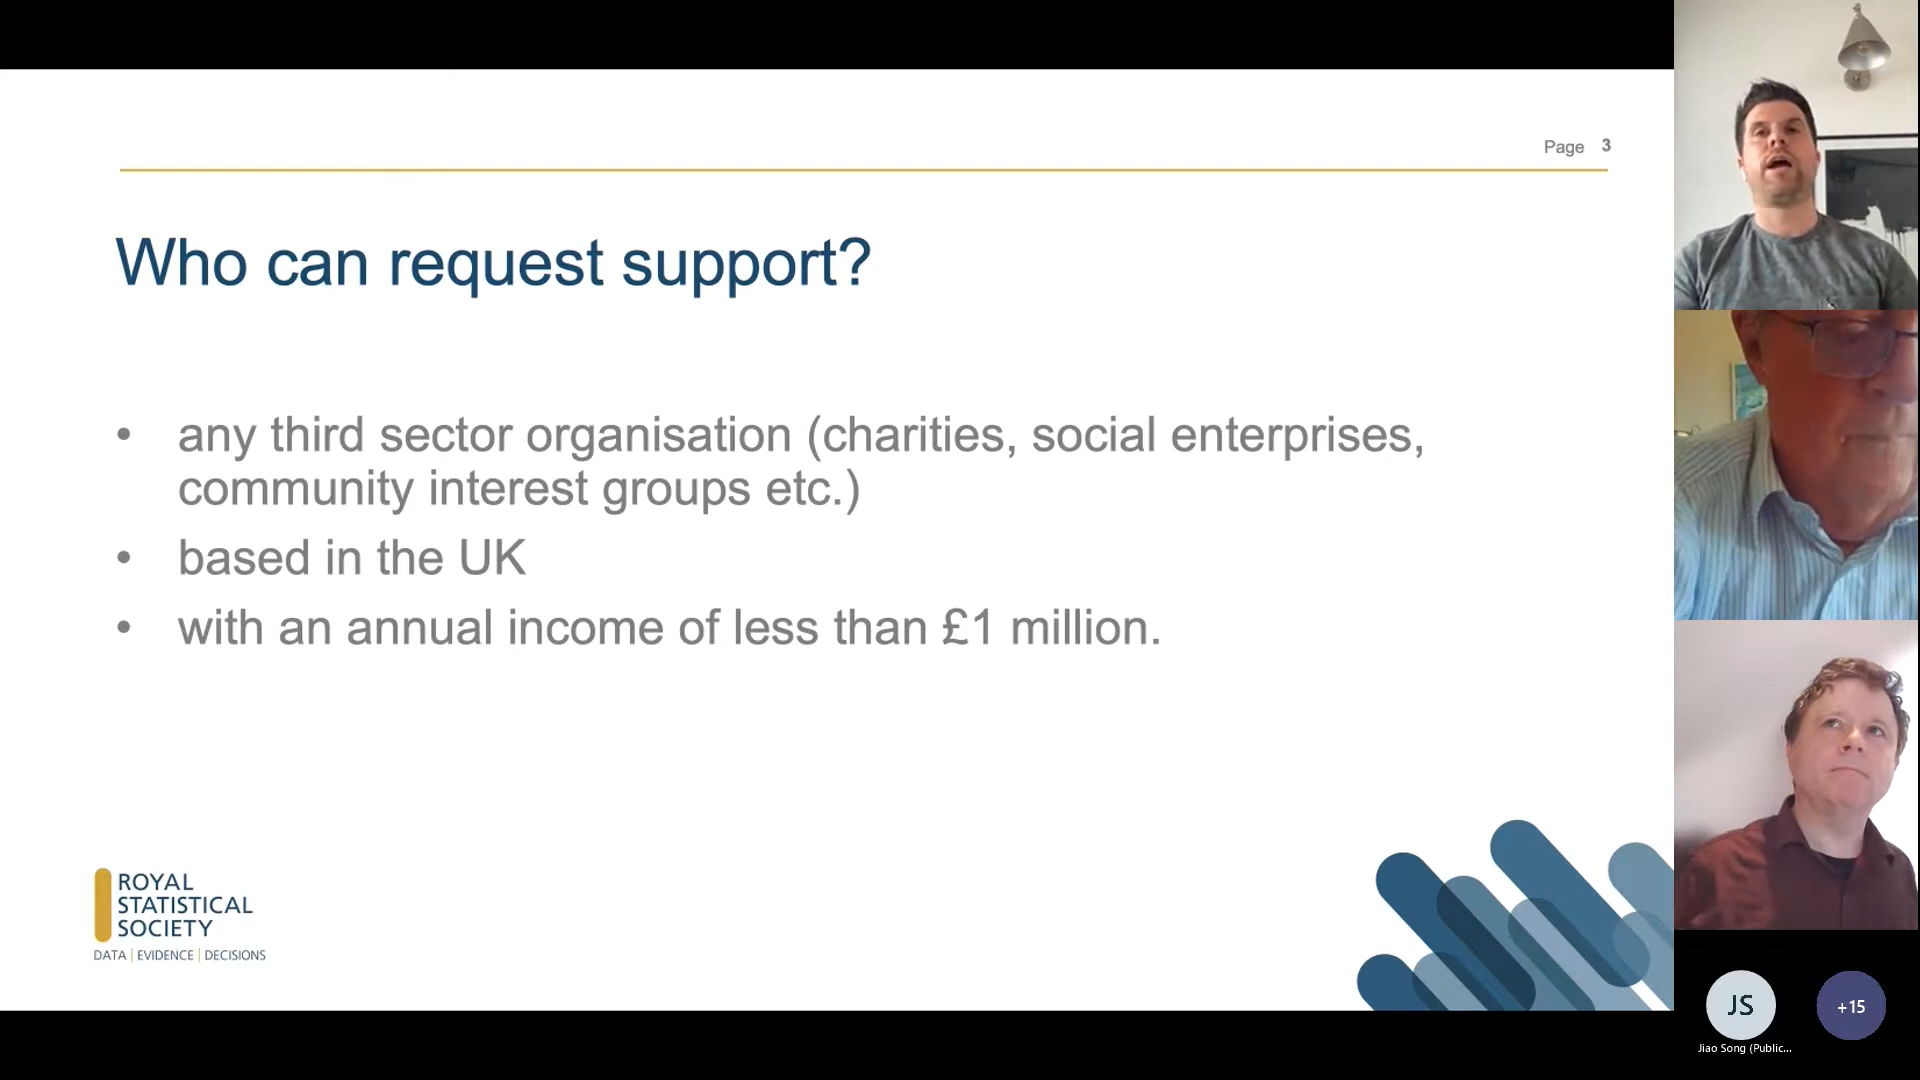 Page 3
Who can request support?
• any third sector organisation (charities, social enterprises,
community interest groups etc.)
• based in the UK
• with an annual income of less than £1 million.
ROYAL
STATISTICAL
SOCIETY
DATA | EVIDENCE | DECISIONS
JS
+15
Jiao Song (Public...